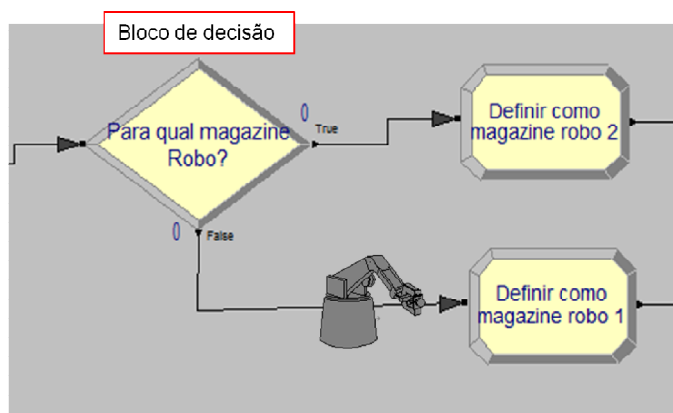 Bloco de decisão
Para qual magazine
Robo?
0
True
Definir como
magazine robo 2
0
False
Definir como
magazine robo 1